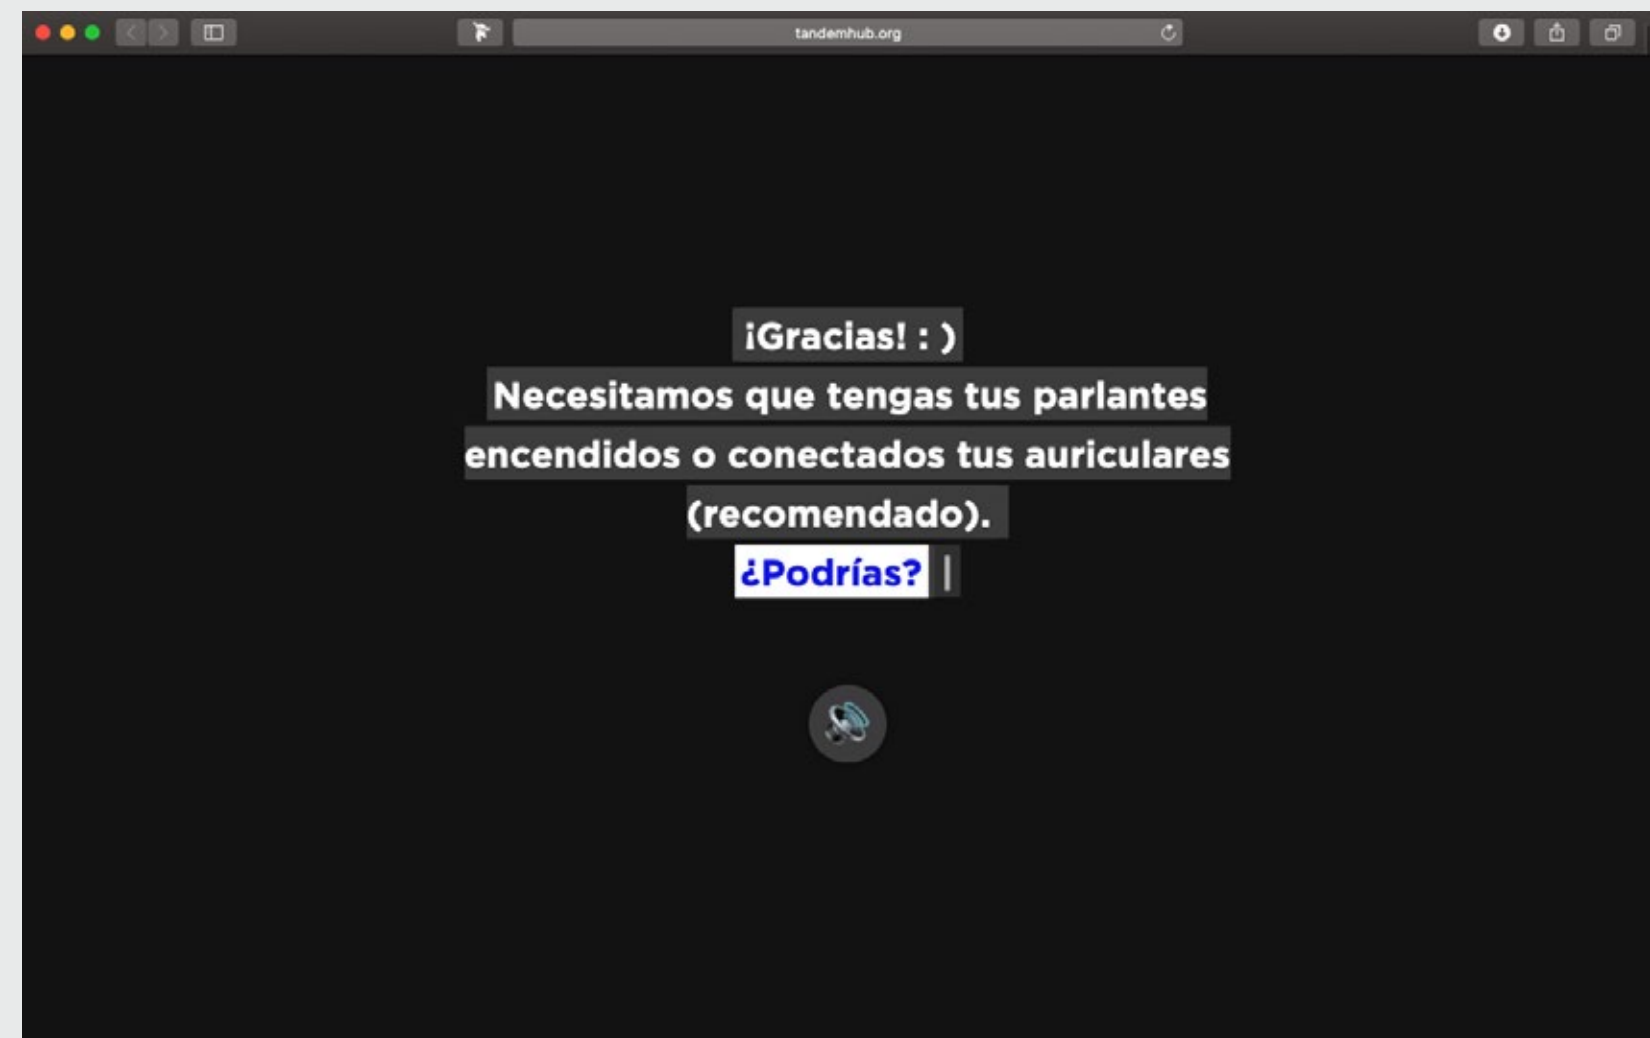 tandemhub.org
¡Gracias! : )
Necesitamos que tengas tus parlantes
encendidos o conectados tus auriculares
(recomendado).
¿Podrías? |